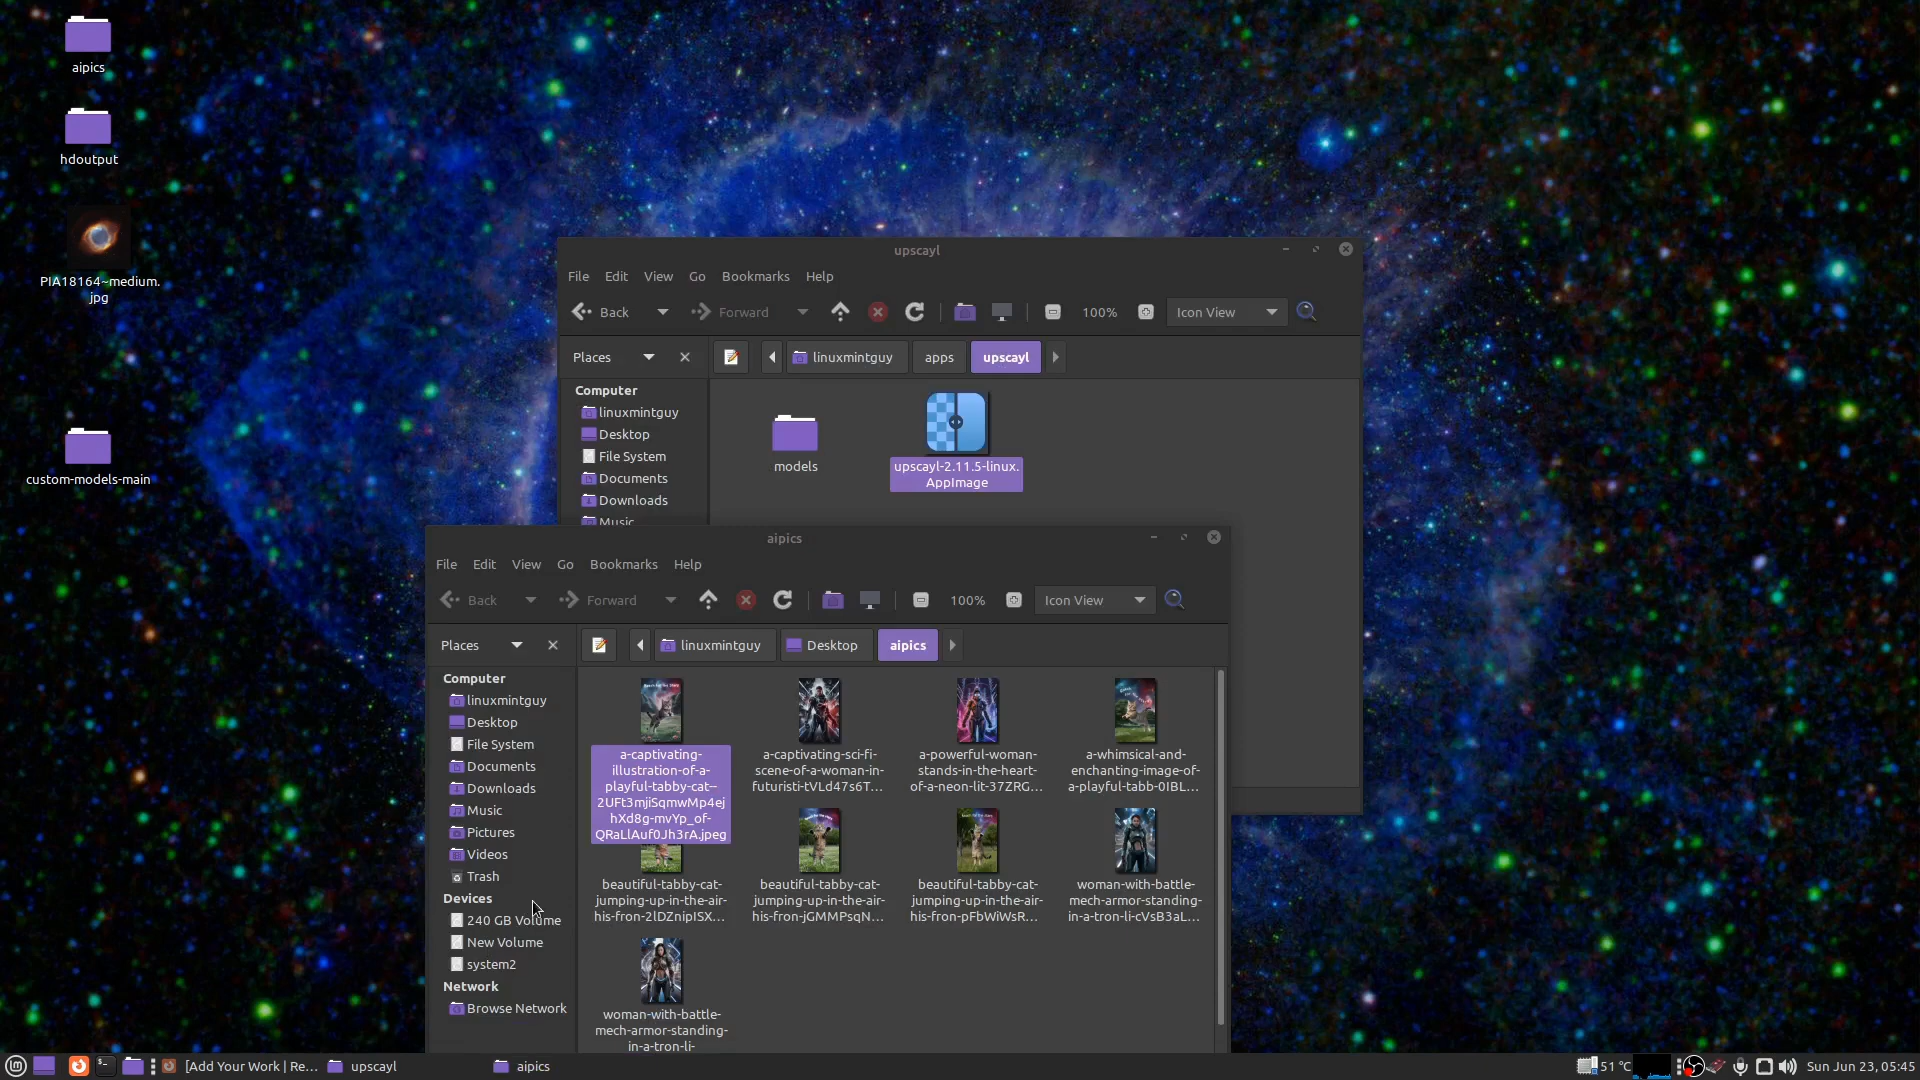 aipics
hdoutput
PIA18164~medium.
jpg
custom-models-main
upscayl
File Edit View Go Bookmarks Help
Back Forward 100% Icon View
Places linuxmintguy apps upscayl
Computer
linuxmintguy
Desktop
File System
Documents
Downloads
Music
models
upscayl-2.11.5-linux.
AppImage
aipics
File Edit View Go Bookmarks Help
Back Forward 100% Icon View
Places linuxmintguy Desktop aipics
Computer
linuxmintguy
Desktop
File System
Documents
Downloads
Music
Pictures
Videos
Trash
Devices
240 GB Volume
New Volume
system2
Network
Browse Network
a-captivating-
illustration-of-a-
playful-tabby-cat--
2UFt3mjiSqmwMp4ej
hXd8g-mvYp_of-
QRaLlAuf0Jh3rA.jpeg
a-captivating-sci-fi-
scene-of-a-woman-in-
futuristi-tVLd47s6T...
a-powerful-woman-
stands-in-the-heart-
of-a-neon-lit-37ZRG...
a-whimsical-and-
enchanting-image-of-
a-playful-tabb-0IBL...
beautiful-tabby-cat-
jumping-up-in-the-air-
his-fron-2lDZnipISX...
beautiful-tabby-cat-
jumping-up-in-the-air-
his-fron-jGMMPsqN...
beautiful-tabby-cat-
jumping-up-in-the-air-
his-fron-pFbWiWsR...
woman-with-battle-
mech-armor-standing-
in-a-tron-li-cVsB3aL...
woman-with-battle-
mech-armor-standing-
in-a-tron-li-
[Add Your Work | Re... upscayl aipics 51 °C Sun Jun 23, 05:45